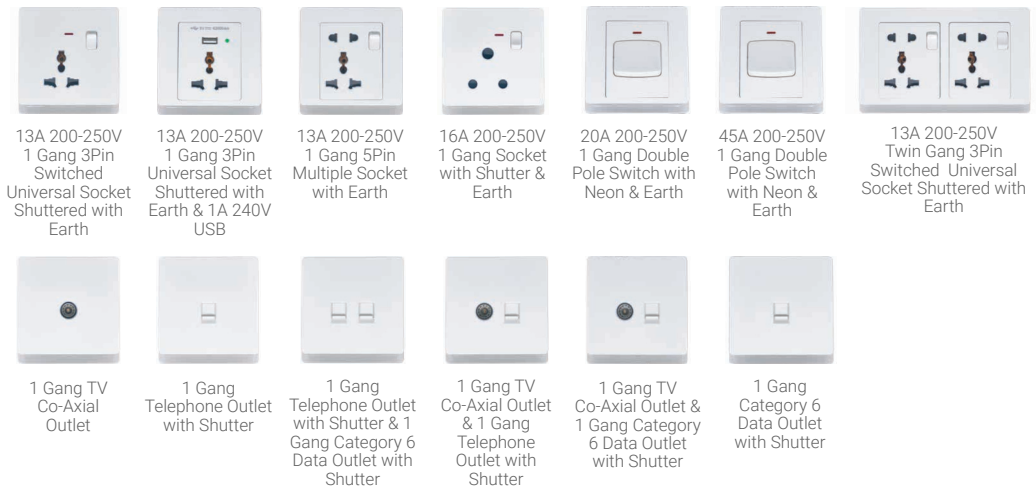 13A 200-250V
1 Gang 3Pin
Switched
Universal Socket
Shuttered with
Earth
13A 200-250V
1 Gang 3Pin
Universal Socket
Shuttered with
Earth & 1A 240V
USB
13A 200-250V
1 Gang 5Pin
Multiple Socket
with Earth
16A 200-250V
1 Gang Socket
with Shutter &
Earth
20A 200-250V
1 Gang Double
Pole Switch with
Neon & Earth
45A 200-250V
1 Gang Double
Pole Switch
with Neon &
Earth
13A 200-250V
Twin Gang 3Pin
Switched Universal
Socket Shuttered with
Earth
1 Gang TV
Co-Axial
Outlet
1 Gang
Telephone Outlet
with Shutter
1 Gang
Telephone Outlet
with Shutter & 1
Gang Category 6
Data Outlet with
Shutter
1 Gang TV
Co-Axial Outlet
& 1 Gang
Telephone
Outlet with
Shutter
1 Gang TV
Co-Axial Outlet &
1 Gang Category
6 Data Outlet
with Shutter
1 Gang
Category 6
Data Outlet
with Shutter